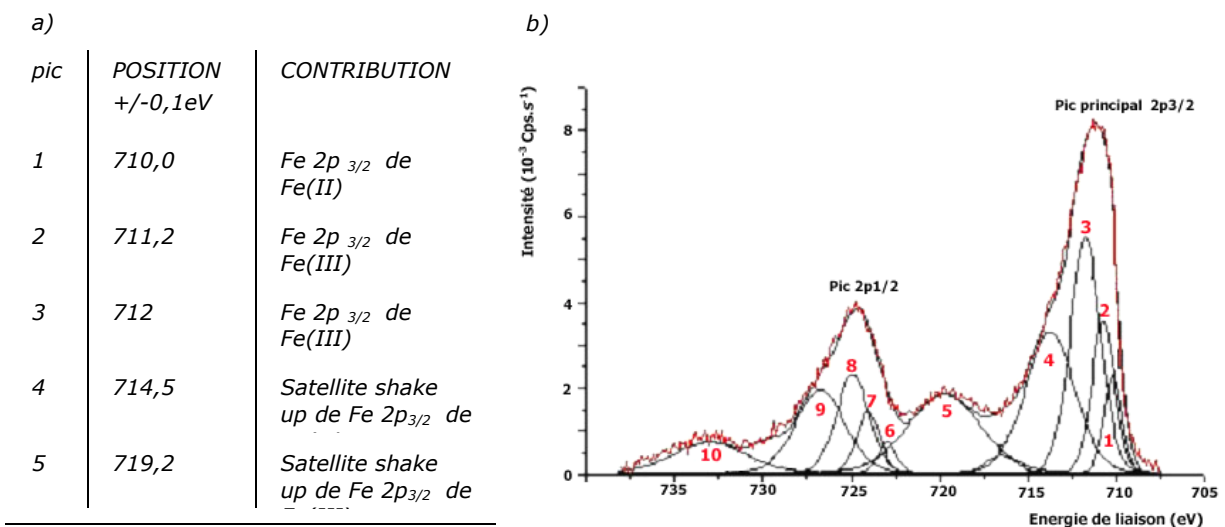 a)
pic POSITION CONTRIBUTION
+/-0,1eV
1 710,0 Fe 2p 3/2 de
Fe(II)
2 711,2 Fe 2p 3/2 de
Fe(III)
3 712 Fe 2p 3/2 de
Fe(III)
4 714,5 Satellite shake
up de Fe 2p3/2 de
5 719,2 Satellite shake
up de Fe 2p3/2 de
b)
Pic principal 2p3/2
Pic 2p1/2
Intensité (10-3 Cps.s-1)
8
6
4
2
0
1
2
3
4
5
6
7
8
9
10
735 730 725 720 715 710 705
Energie de liaison (eV)